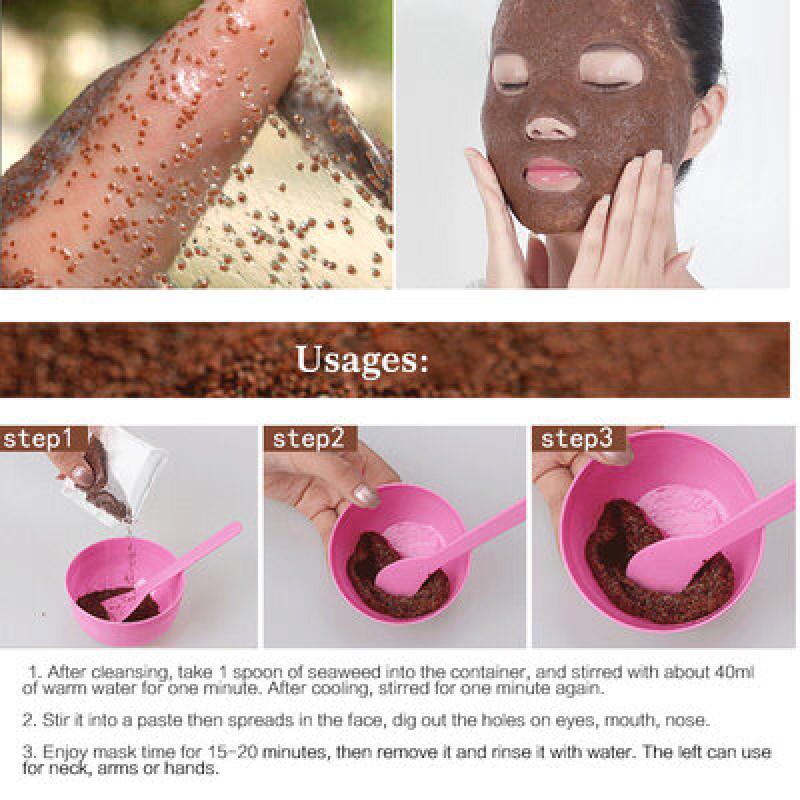 Usages:
step1 step2 step3
1. After cleansing, take 1 spoon of seaweed into the container, and stirred with about 40ml
of warm water for one minute. After cooling, stirred for one minute again.
2. Stir it into a paste then spreads in the face, dig out the holes on eyes, mouth, nose.
3. Enjoy mask time for 15-20 minutes, then remove it and rinse it with water. The left can use
for neck, arms or hands.